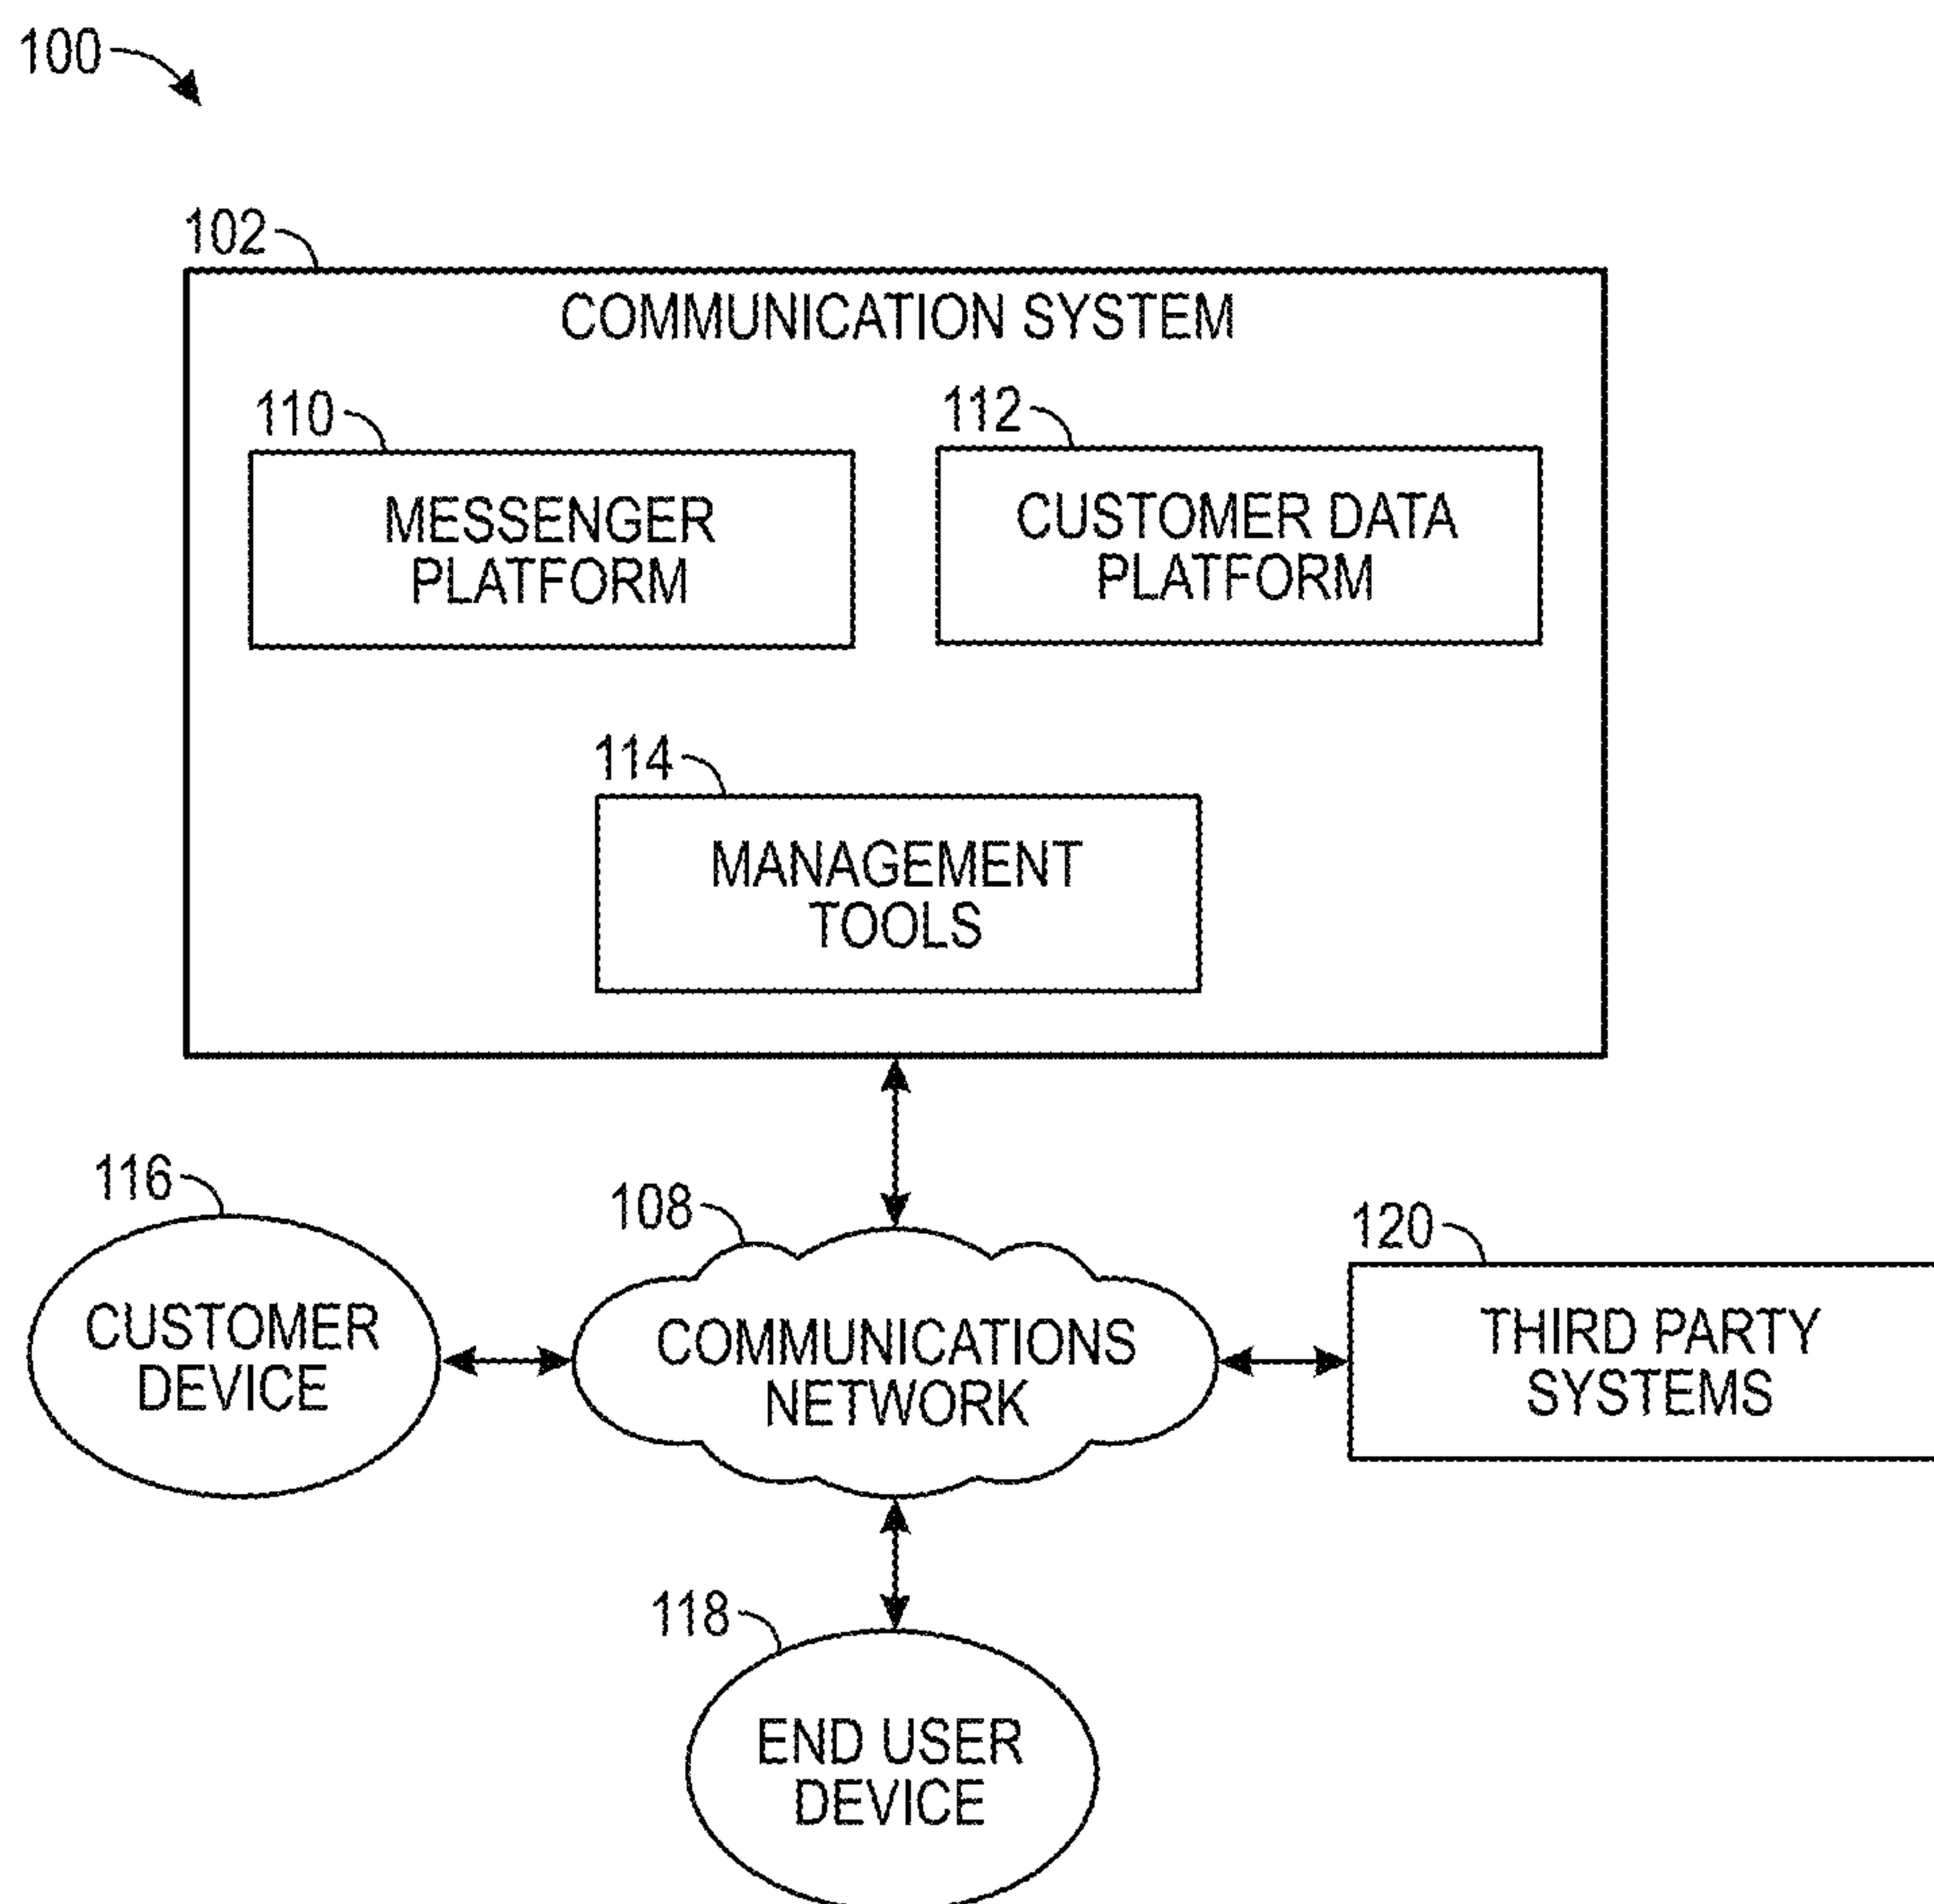 100
102
COMMUNICATION SYSTEM
110
112
MESSENGER
PLATFORM
CUSTOMER DATA
PLATFORM
114
MANAGEMENT
TOOLS
116
108
120
CUSTOMER
DEVICE
COMMUNICATIONS
NETWORK
THIRD PARTY
SYSTEMS
118
END USER
DEVICE